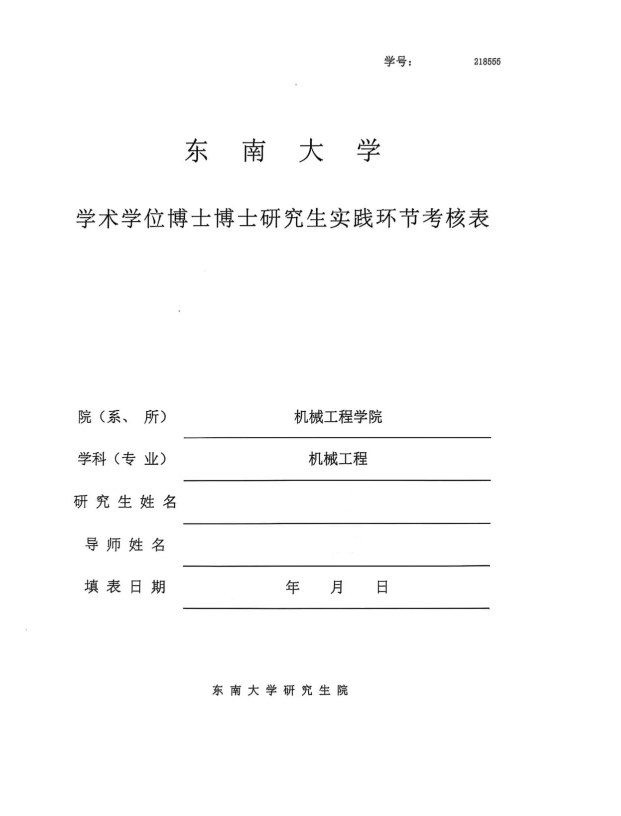 学号： 218555
东 南 大 学
学术学位博士博士研究生实践环节考核表
院（系、 所） 机械工程学院
学科（专 业） 机械工程
研 究 生 姓 名
导 师 姓 名
填 表 日 期 年 月 日
东 南 大 学 研 究 生 院